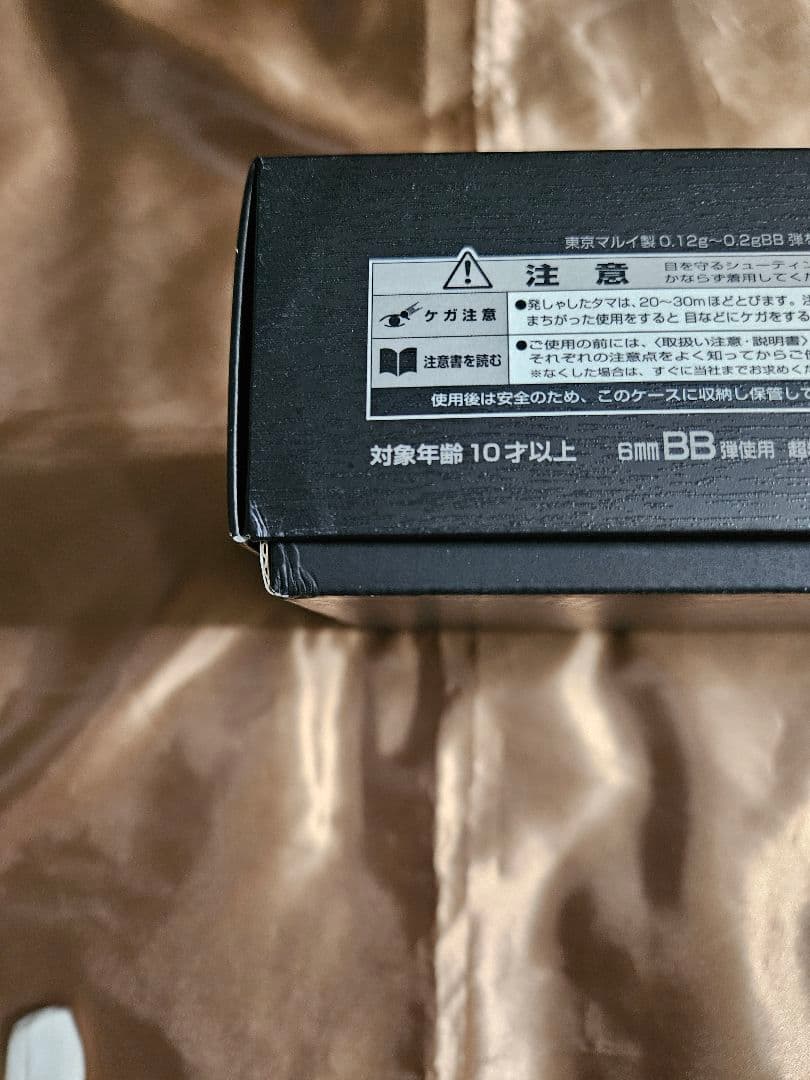 東京マルイ製0.12g～0.2gBB弾を
注意
目を守るシューティン
かならず着用してくだ
ケガ注意
●発しゃしたタマは、20～30mほどとびます。
まちがった使用をすると 目などにケガをする
注意書を読む
●ご使用の前には、〈取扱い注意・説明書〉
それぞれの注意点をよく知ってからご使
※なくした場合は、すぐに当社までお求めくだ
使用後は安全のため、このケースに収納し保管して
対象年齢10才以上
6mmBB弾使用 超